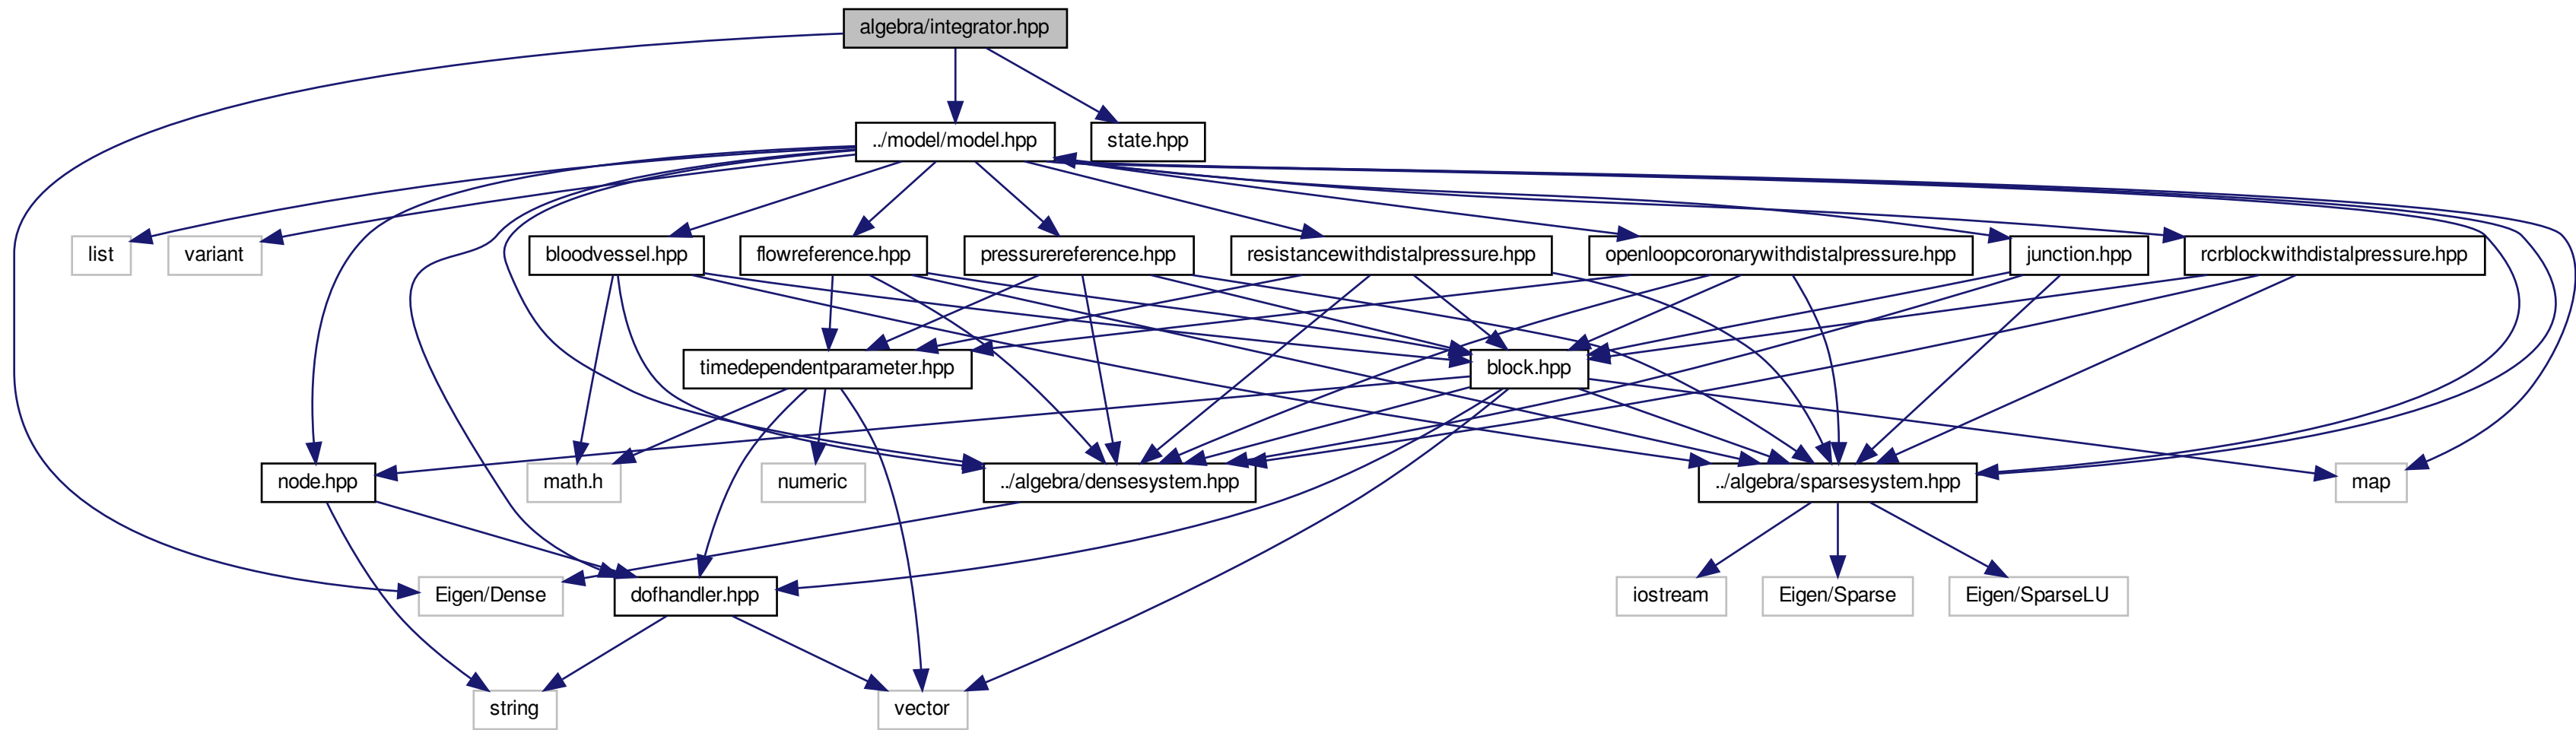 algebra/integrator.hpp
../model/model.hpp
state.hpp
list
variant
bloodvessel.hpp
flowreference.hpp
pressurereference.hpp
resistancewithdistalpressure.hpp
openloopcoronarywithdistalpressure.hpp
junction.hpp
rcrblockwithdistalpressure.hpp
timedependentparameter.hpp
block.hpp
node.hpp
math.h
numeric
../algebra/densesystem.hpp
../algebra/sparsesystem.hpp
map
Eigen/Dense
dofhandler.hpp
iostream
Eigen/Sparse
Eigen/SparseLU
string
vector